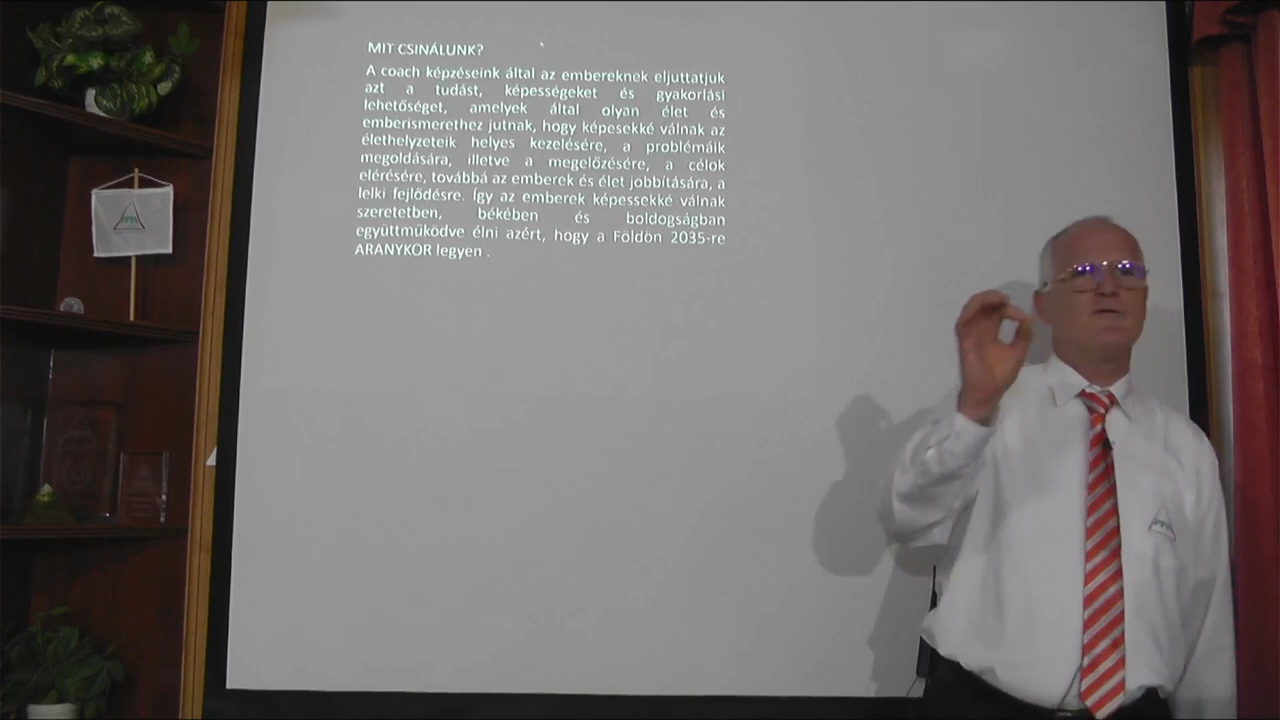 MIT CSINÁLUNK?
A coach képzéseink által az embereknek eljuttatjuk
azt a tudást, képességeket és gyakorlási
lehetőséget, amelyek által olyan élet és
emberismerethez jutnak, hogy képesekké válnak az
élethelyzeteik helyes kezelésére, a problémáik
megoldására, illetve a megelőzésére, a célok
elérésére, továbbá az emberek és élet jobbítására, a
lelki fejlődésre. Így az emberek képessekké válnak
szeretetben, békében és boldogságban
együttműködve élni azért, hogy a Földön 2035-re
ARANYKOR legyen .